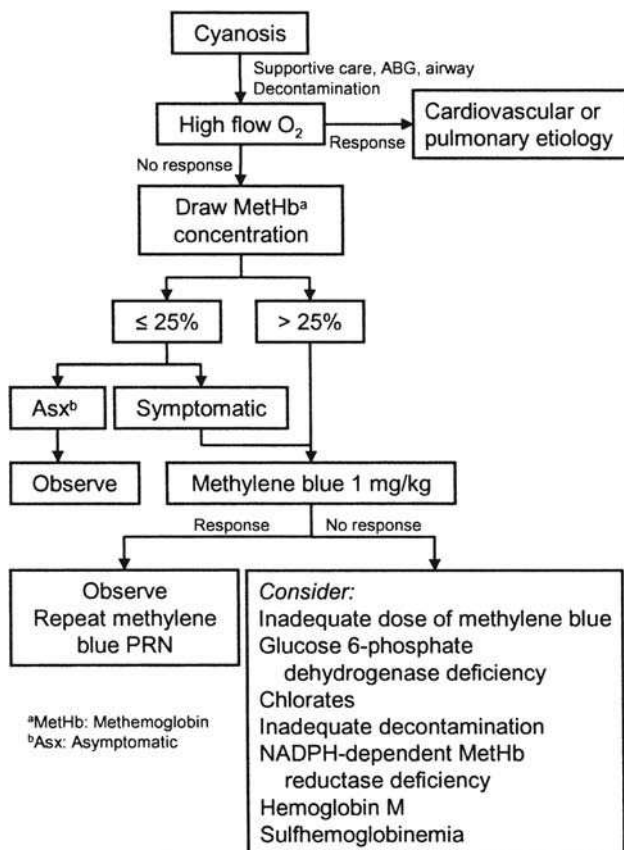 Cyanosis
Supportive care, ABG, airway
Decontamination
High flow O₂
Response
Cardiovascular or
pulmonary etiology
No response
Draw MetHbᵃ
concentration
≤ 25%
> 25%
Asxᵇ
Symptomatic
Observe
Methylene blue 1 mg/kg
Response
No response
Observe
Repeat methylene
blue PRN
Consider:
Inadequate dose of methylene blue
Glucose 6-phosphate
dehydrogenase deficiency
Chlorates
Inadequate decontamination
NADPH-dependent MetHb
reductase deficiency
Hemoglobin M
Sulfhemoglobinemia
ᵃMetHb: Methemoglobin
ᵇAsx: Asymptomatic